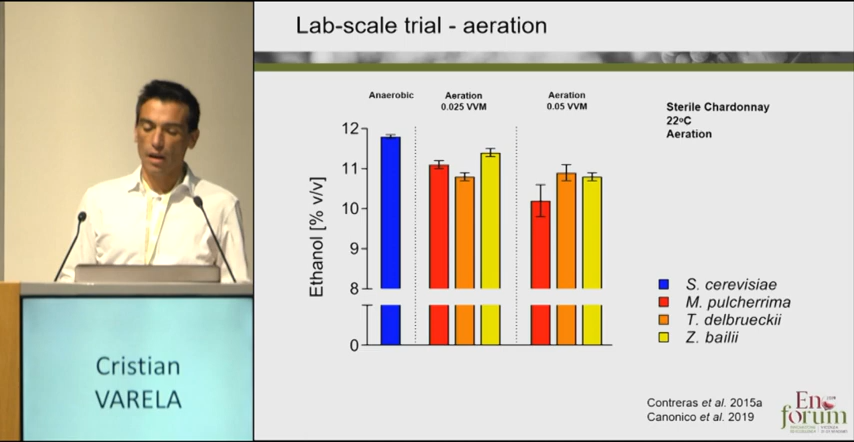 Lab-scale trial - aeration
Anaerobic
Aeration
0.025 VVM
Aeration
0.05 VVM
Sterile Chardonnay
22ºC
Aeration
Ethanol [% v/v]
12
11
10
9
8
0
S. cerevisiae
M. pulcherrima
T. delbrueckii
Z. bailii
Contreras et al. 2015a
Canonico et al. 2019
Cristian
VARELA
En
forum